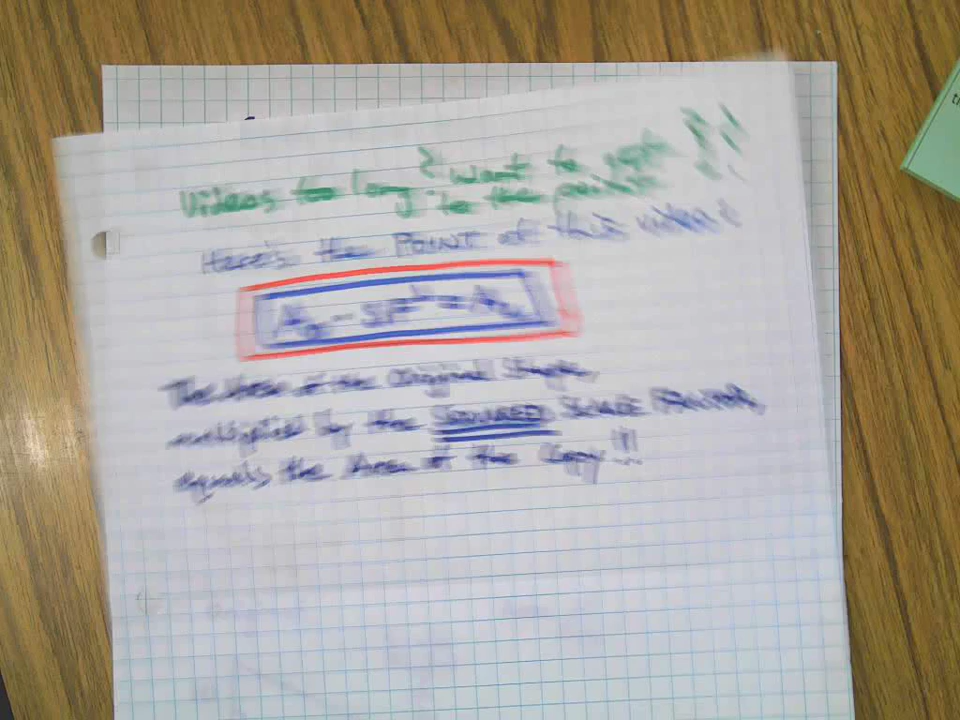 Videos too long? Want to
to the point
Here's the POINT of this video:
The Area of the Original Shape,
multiplied by the SQUARED Scale Factor,
equals the Area of the Copy!!!